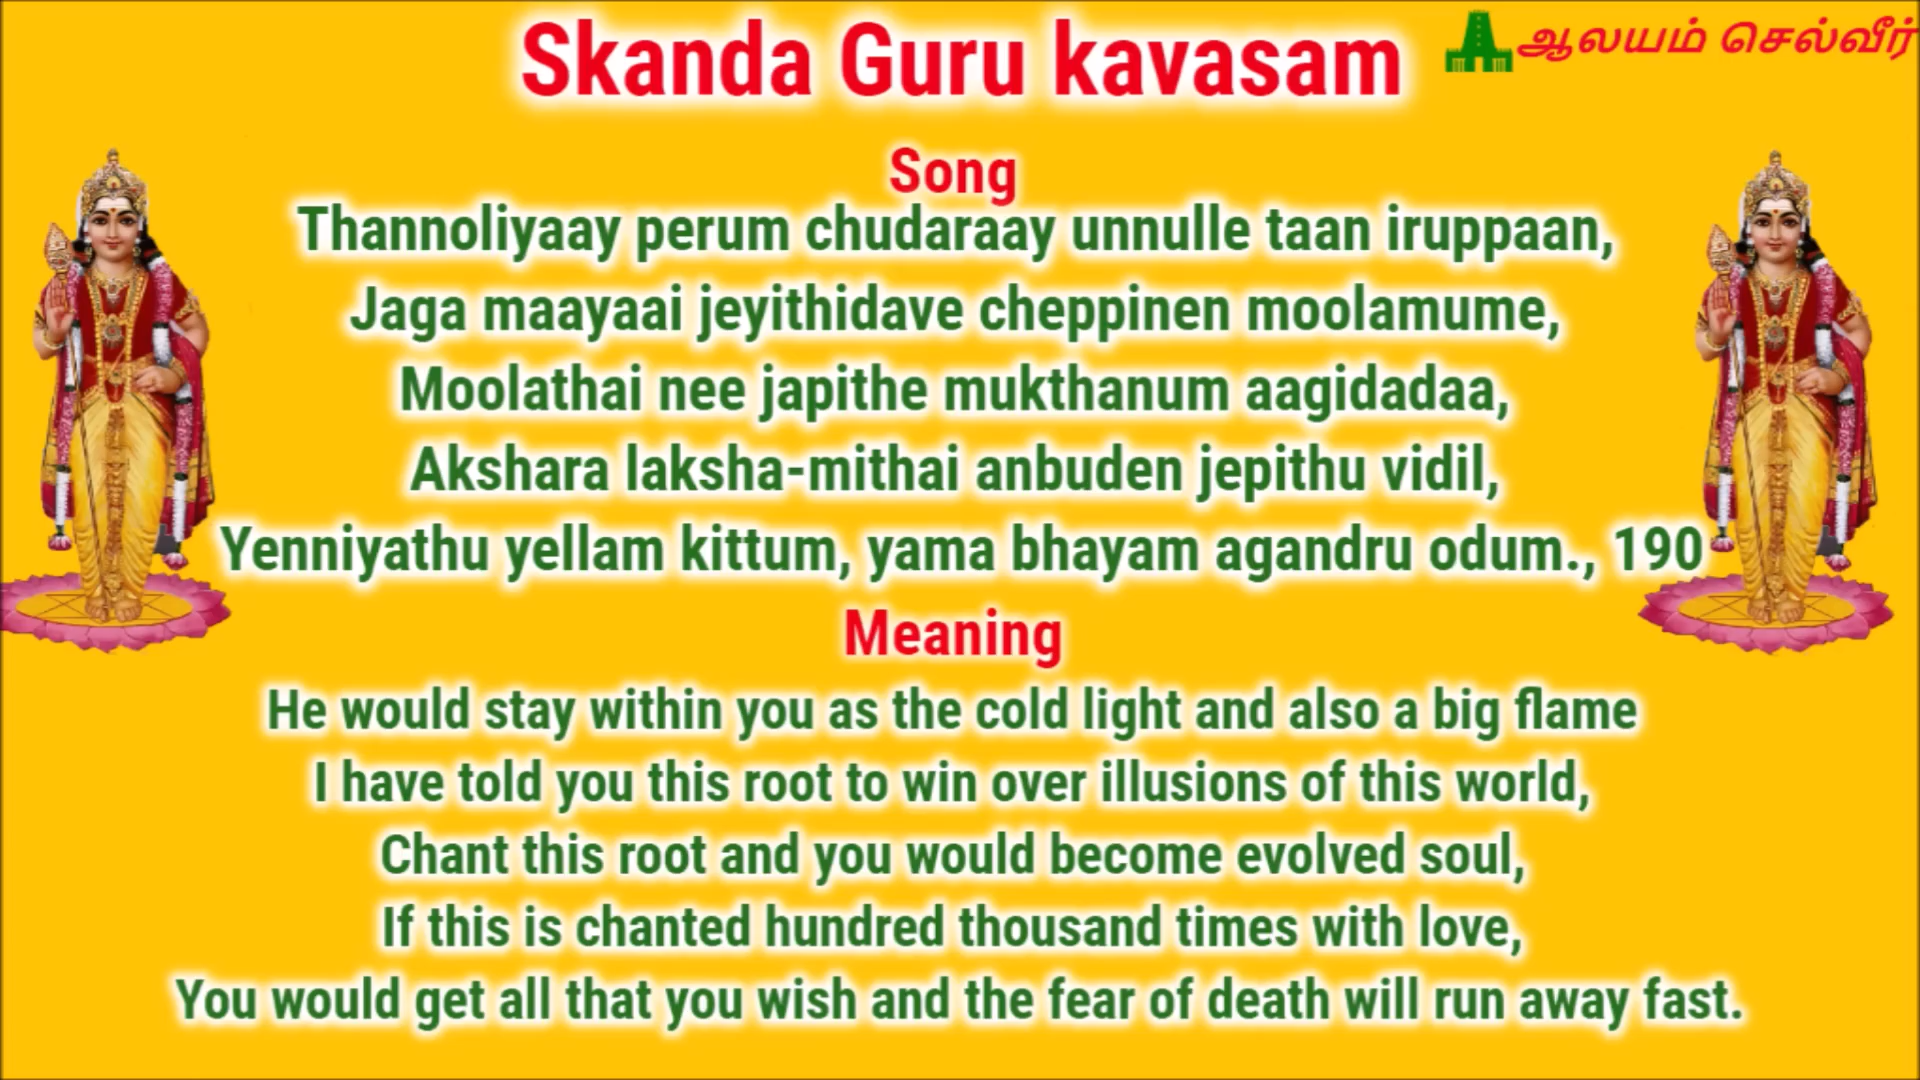 Skanda Guru kavasam
ஆலயம் செல்வீர்
Song
Thannoliyaay perum chudaraay unnulle taan iruppaan,
Jaga maayaai jeyithidave cheppinen moolamume,
Moolathai nee japithe mukthanum aagidadaa,
Akshara laksha-mithai anbuden jepithu vidil,
Yenniyathu yellam kittum, yama bhayam agandru odum., 190
Meaning
He would stay within you as the cold light and also a big flame
I have told you this root to win over illusions of this world,
Chant this root and you would become evolved soul,
If this is chanted hundred thousand times with love,
You would get all that you wish and the fear of death will run away fast.